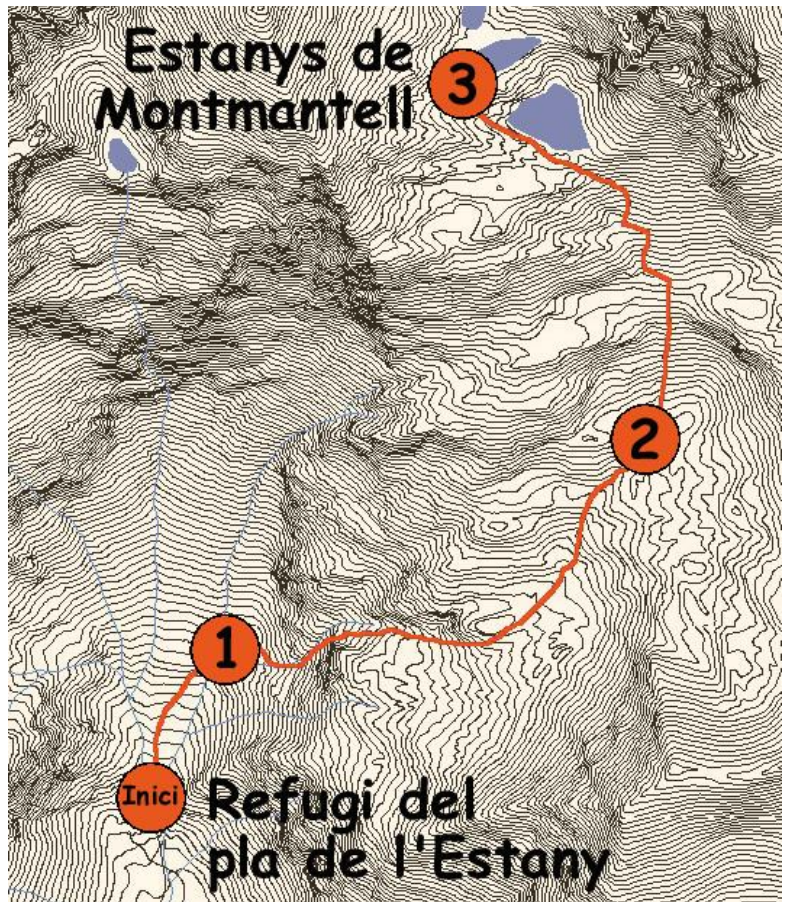 Estanys de
Montmantell
3
2
1
Inici
Refugi del
pla de l'Estany